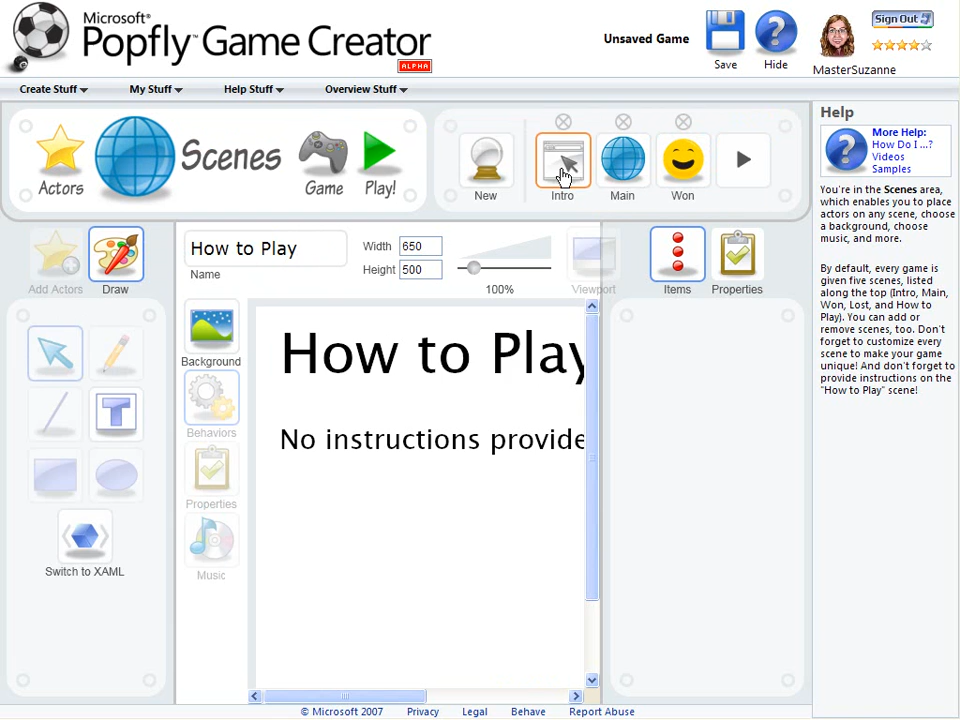 Microsoft®
Popfly™ Game Creator
ALPHA
Unsaved Game
Save
Hide
Sign Out
MasterSuzanne
Create Stuff
My Stuff
Help Stuff
Overview Stuff
Actors
Scenes
Game
Play!
New
Intro
Main
Won
Help
More Help:
How Do I ...?
Videos
Samples
You're in the Scenes area,
which enables you to place
actors on any scene, choose
a background, choose
music, and more.
By default, every game is
given five scenes, listed
along the top (Intro, Main,
Won, Lost, and How to
Play). You can add or
remove scenes, too. Don't
forget to customize every
scene to make your game
unique! And don't forget to
provide instructions on the
"How to Play" scene!
Add Actors
Draw
How to Play
Name
Width 650
Height 500
100%
Viewport
Items
Properties
T
Switch to XAML
Background
Behaviors
Properties
Music
How to Play
No instructions provide
© Microsoft 2007
Privacy
Legal
Behave
Report Abuse